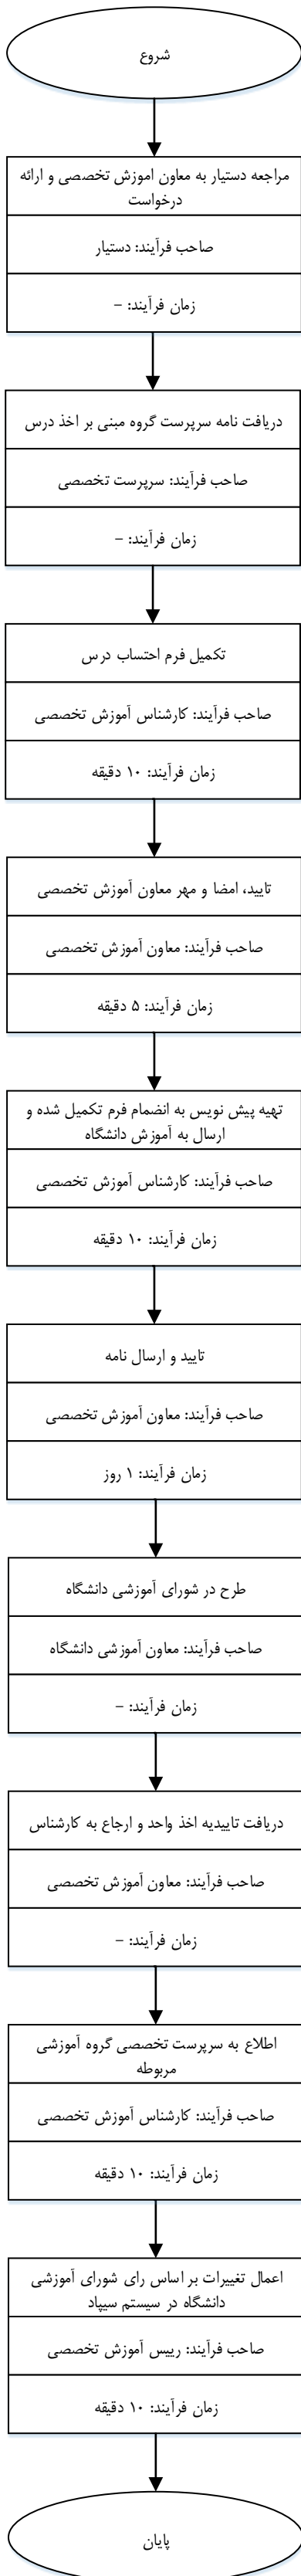 شروع
مراجعه دستیار به معاون اموزش تخصصی و ارائه
درخواست
صاحب فرآیند: دستیار
زمان فرآیند: –
دریافت نامه سرپرست گروه مبنی بر اخذ درس
صاحب فرآیند: سرپرست تخصصی
زمان فرآیند: –
تکمیل فرم احتساب درس
صاحب فرآیند: کارشناس آموزش تخصصی
زمان فرآیند: ۱۰ دقیقه
تایید، امضا و مهر معاون آموزش تخصصی
صاحب فرآیند: معاون آموزش تخصصی
زمان فرآیند: ۵ دقیقه
تهیه پیش نویس به انضمام فرم تکمیل شده و
ارسال به آموزش دانشگاه
صاحب فرآیند: کارشناس آموزش تخصصی
زمان فرآیند: ۱۰ دقیقه
تایید و ارسال نامه
صاحب فرآیند: معاون آموزش تخصصی
زمان فرآیند: ۱ روز
طرح در شورای آموزشی دانشگاه
صاحب فرآیند: معاون آموزشی دانشگاه
زمان فرآیند: –
دریافت تاییدیه اخذ واحد و ارجاع به کارشناس
صاحب فرآیند: معاون آموزش تخصصی
زمان فرآیند: –
اطلاع به سرپرست تخصصی گروه آموزشی
مربوطه
صاحب فرآیند: کارشناس آموزش تخصصی
زمان فرآیند: ۱۰ دقیقه
اعمال تغییرات بر اساس رای شورای آموزشی
دانشگاه در سیستم سیپاد
صاحب فرآیند: رییس آموزش تخصصی
زمان فرآیند: ۱۰ دقیقه
پایان